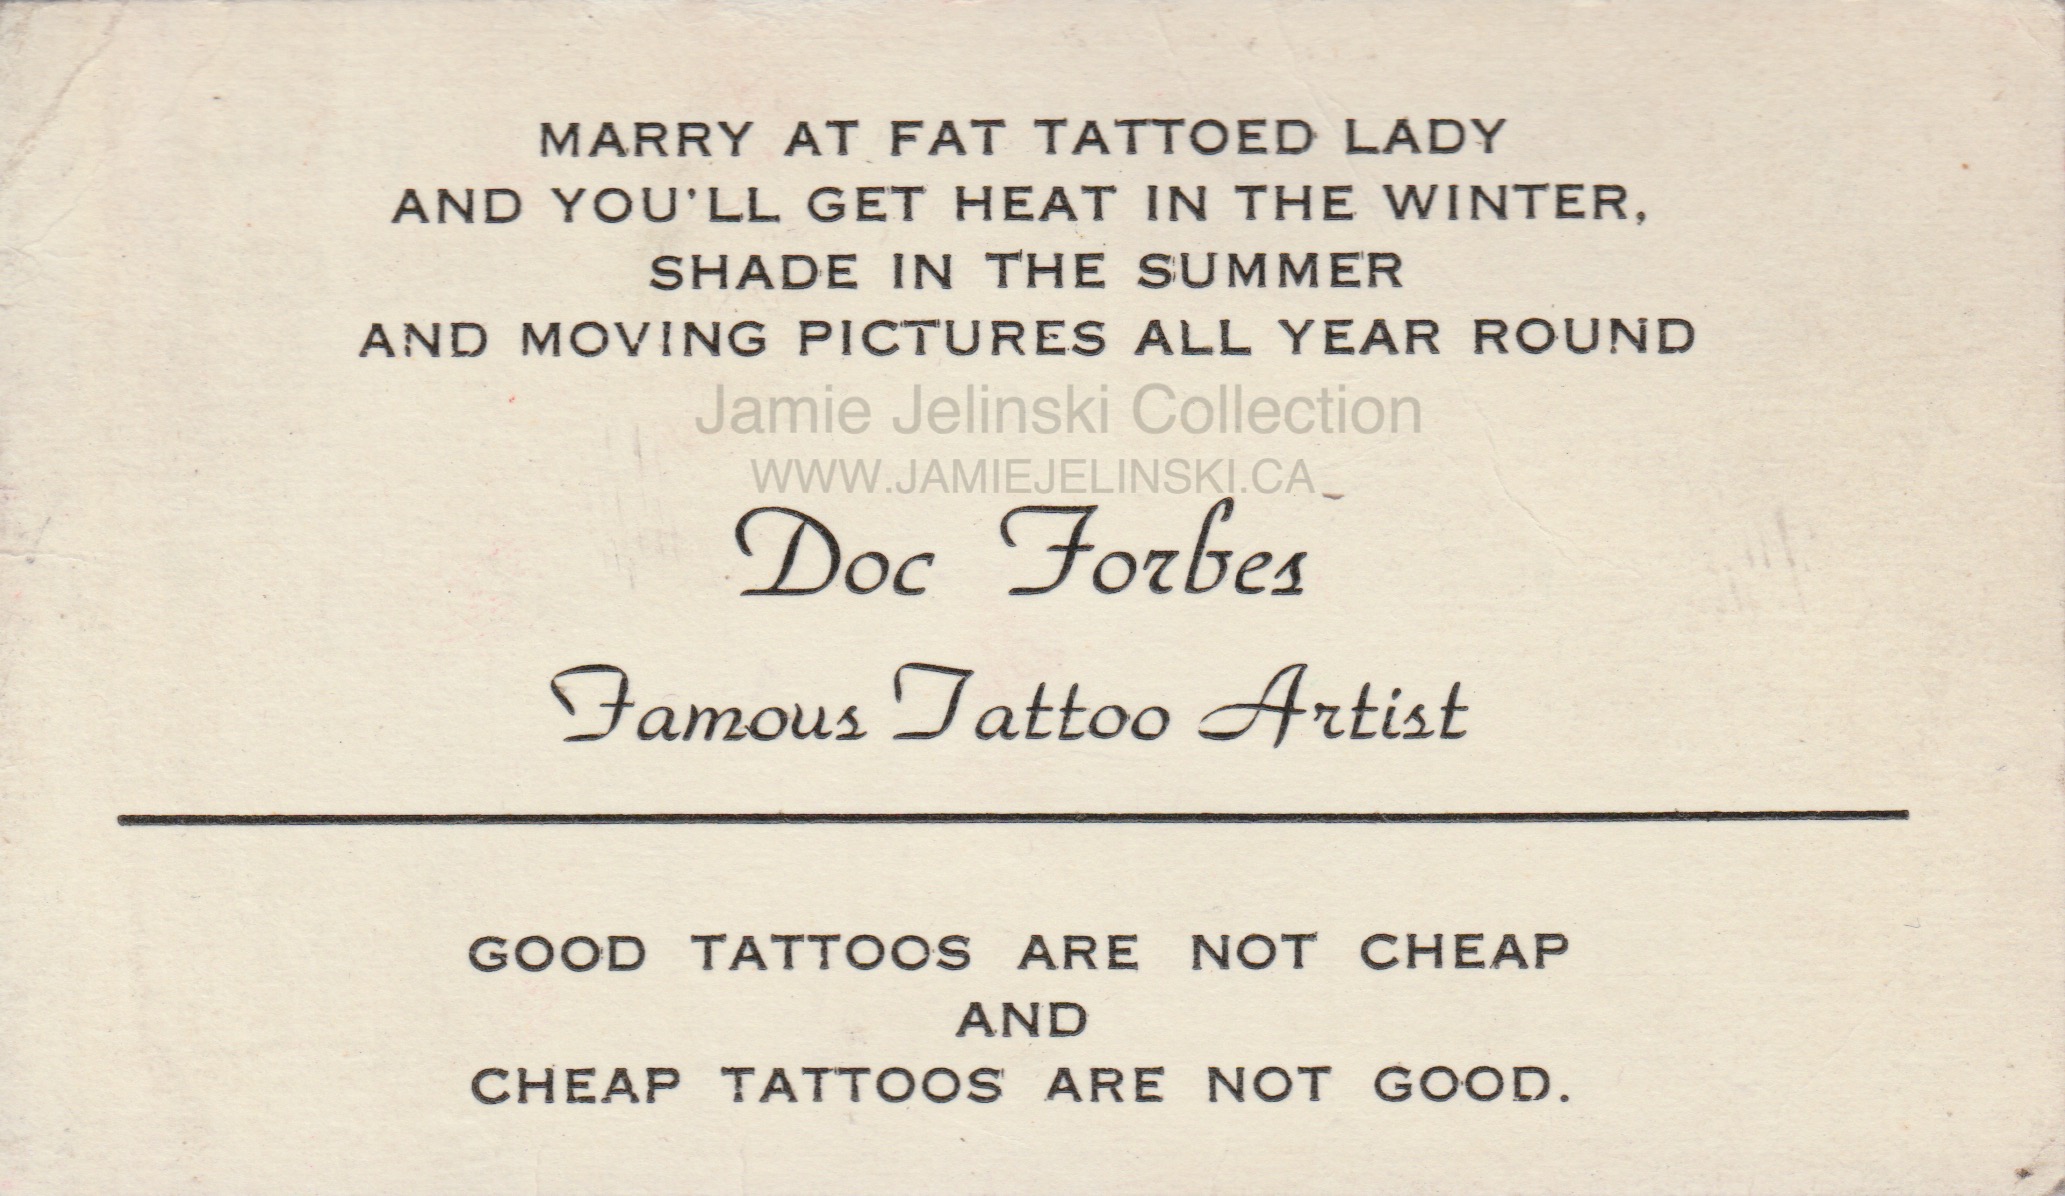 MARRY AT FAT TATTOED LADY
AND YOU'LL GET HEAT IN THE WINTER,
SHADE IN THE SUMMER
AND MOVING PICTURES ALL YEAR ROUND
Jamie Jelinski Collection
WWW.JAMIEJELINSKI.CA
Doc Forbes
Famous Tattoo Artist
GOOD TATTOOS ARE NOT CHEAP
AND
CHEAP TATTOOS ARE NOT GOOD.